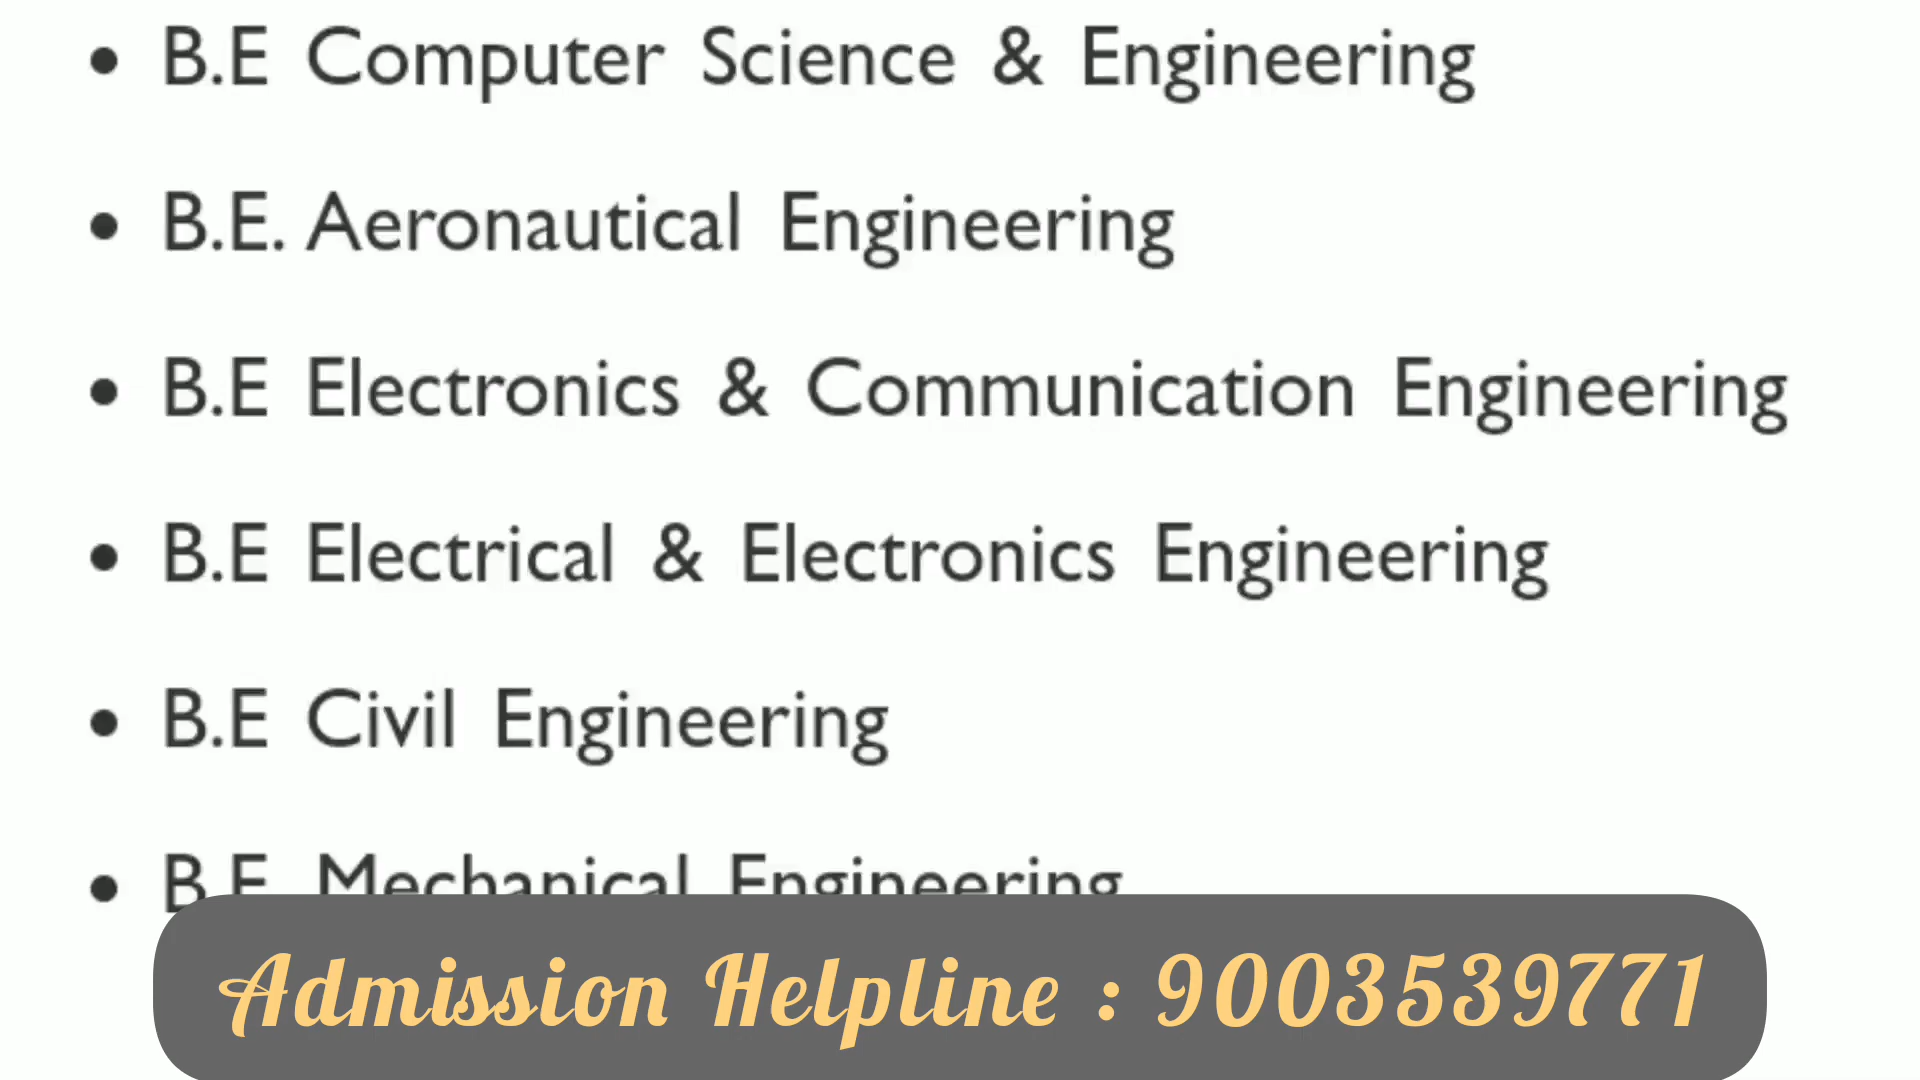 • B.E Computer Science & Engineering
• B.E. Aeronautical Engineering
• B.E Electronics & Communication Engineering
• B.E Electrical & Electronics Engineering
• B.E Civil Engineering
• B.E Mechanical Engineering
Admission Helpline : 9003539771